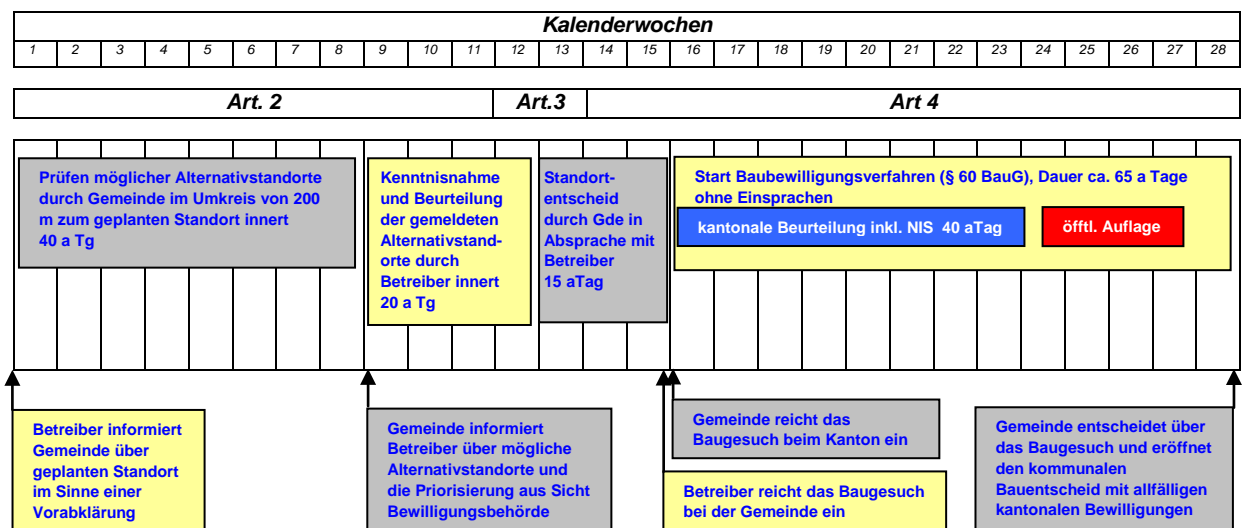 Kalenderwochen
1 2 3 4 5 6 7 8 9 10 11 12 13 14 15 16 17 18 19 20 21 22 23 24 25 26 27 28
Art. 2 Art.3 Art 4
Prüfen möglicher Alternativstandorte
durch Gemeinde im Umkreis von 200
m zum geplanten Standort innert
40 a Tg
Kenntnisnahme
und Beurteilung
der gemeldeten
Alternativstand-
orte durch
Betreiber innert
20 a Tg
Standort-
entscheid
durch Gde in
Absprache mit
Betreiber
15 aTag
Start Baubewilligungsverfahren (§ 60 BauG), Dauer ca. 65 a Tage
ohne Einsprachen
kantonale Beurteilung inkl. NIS 40 aTag
öfftl. Auflage
Betreiber informiert
Gemeinde über
geplanten Standort
im Sinne einer
Vorabklärung
Gemeinde informiert
Betreiber über mögliche
Alternativstandorte und
die Priorisierung aus Sicht
Bewilligungsbehörde
Gemeinde reicht das
Baugesuch beim Kanton ein
Betreiber reicht das Baugesuch
bei der Gemeinde ein
Gemeinde entscheidet über
das Baugesuch und eröffnet
den kommunalen
Bauentscheid mit allfälligen
kantonalen Bewilligungen